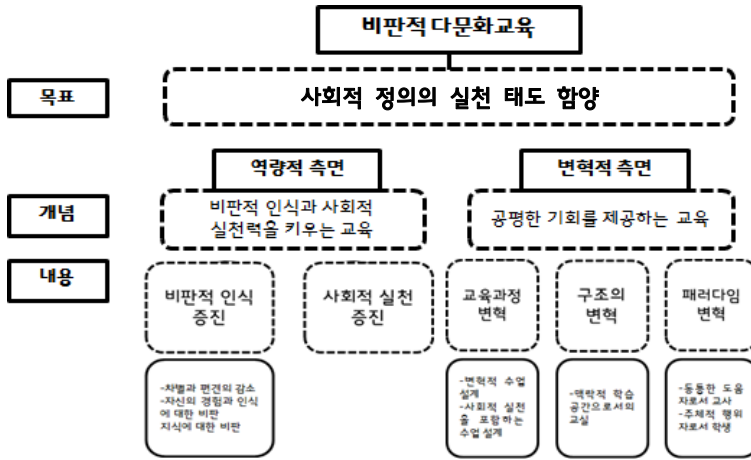 비판적 다문화교육
목표
사회적 정의의 실천 태도 함양
역량적 측면
변혁적 측면
개념
비판적 인식과 사회적
실천력을 키우는 교육
공평한 기회를 제공하는 교육
내용
비판적 인식
증진
사회적 실천
증진
교육과정
변혁
구조의
변혁
패러다임
변혁
-차별과 편견의 감소
-자신의 경험과 인식
에 대한 비판
지식에 대한 비판
-변혁적 수업
설계
-사회적 실천
을 포함하는
수업 설계
-맥락적 학습
공간으로서의
교실
-동등한 도움
자로서 교사
-주체적 행위
자로서 학생